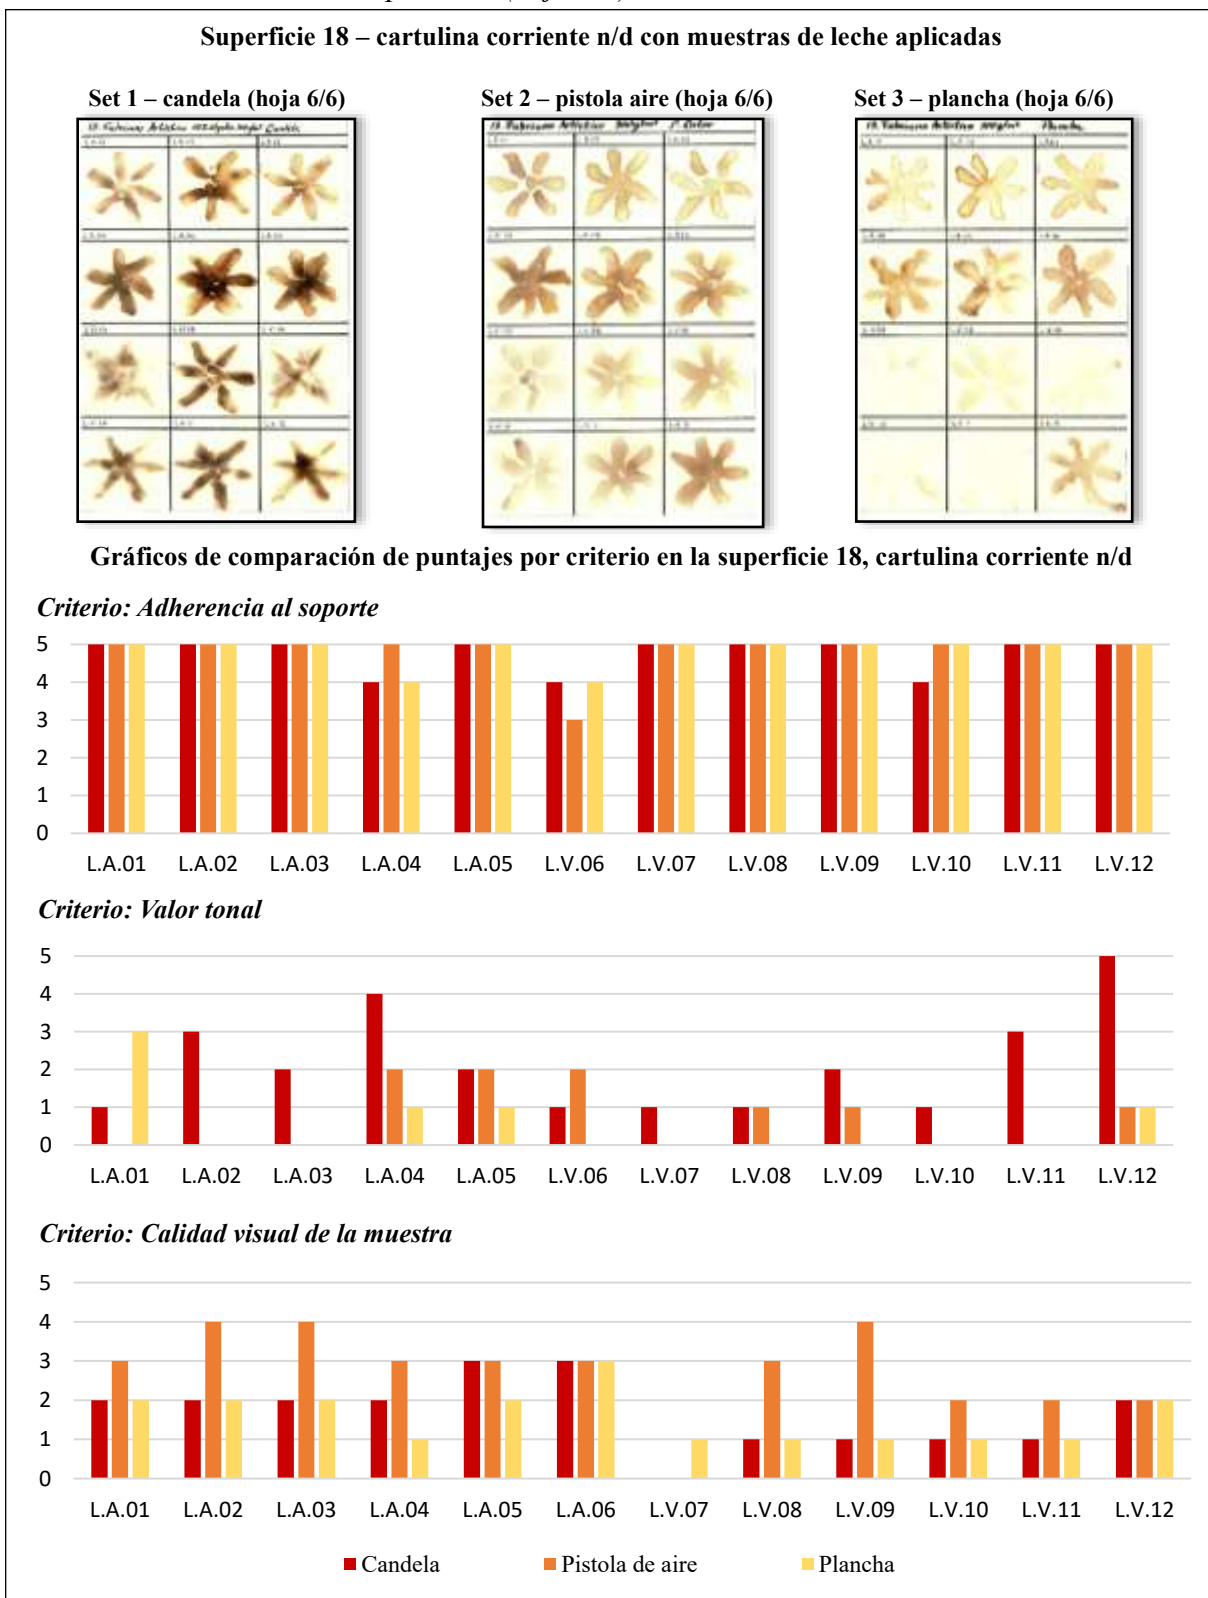 Superficie 18 – cartulina corriente n/d con muestras de leche aplicadas
Set 1 – candela (hoja 6/6)
Set 2 – pistola aire (hoja 6/6)
Set 3 – plancha (hoja 6/6)
Gráficos de comparación de puntajes por criterio en la superficie 18, cartulina corriente n/d
Criterio: Adherencia al soporte
5
4
3
2
1
0
L.A.01 L.A.02 L.A.03 L.A.04 L.A.05 L.V.06 L.V.07 L.V.08 L.V.09 L.V.10 L.V.11 L.V.12
Criterio: Valor tonal
5
4
3
2
1
0
L.A.01 L.A.02 L.A.03 L.A.04 L.A.05 L.V.06 L.V.07 L.V.08 L.V.09 L.V.10 L.V.11 L.V.12
Criterio: Calidad visual de la muestra
5
4
3
2
1
0
L.A.01 L.A.02 L.A.03 L.A.04 L.A.05 L.A.06 L.V.07 L.V.08 L.V.09 L.V.10 L.V.11 L.V.12
Candela Pistola de aire Plancha